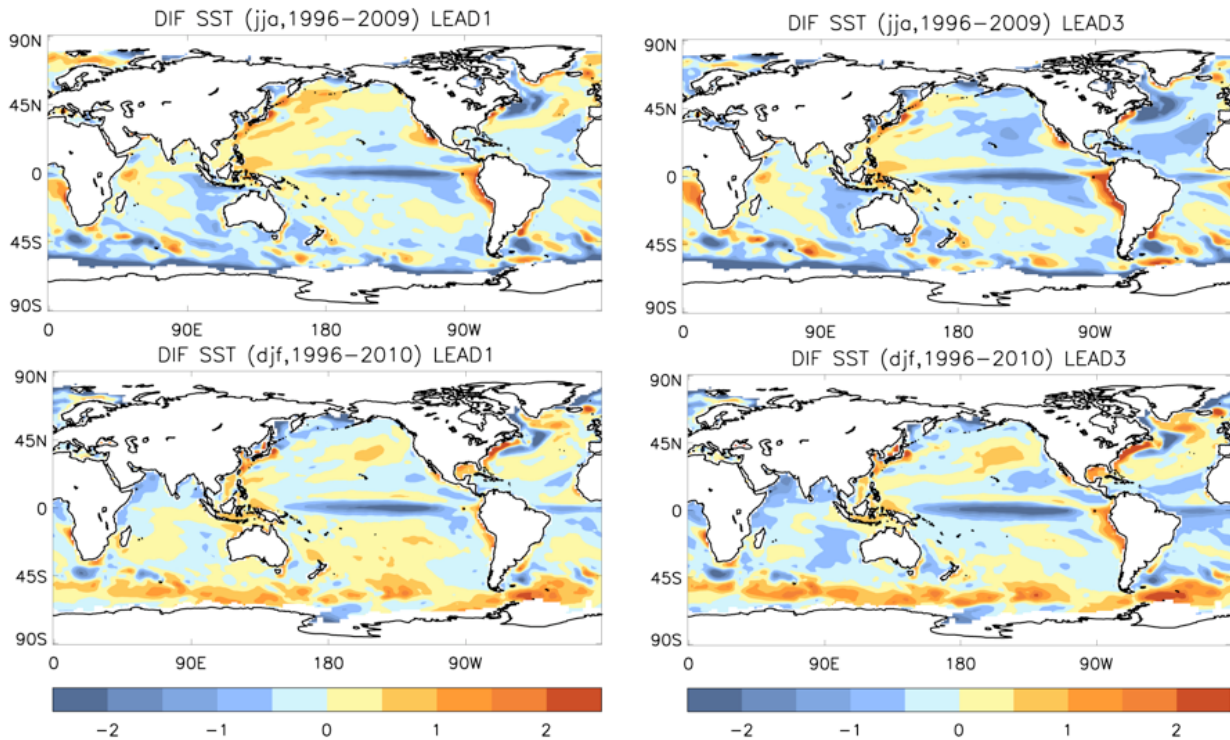 DIF SST (jja,1996−2009) LEAD1
90N
45N
0
45S
90S
0 90E 180 90W
DIF SST (jja,1996−2009) LEAD3
90N
45N
0
45S
90S
0 90E 180 90W
DIF SST (djf,1996−2010) LEAD1
90N
45N
0
45S
90S
0 90E 180 90W
−2 −1 0 1 2
DIF SST (djf,1996−2010) LEAD3
90N
45N
0
45S
90S
0 90E 180 90W
−2 −1 0 1 2